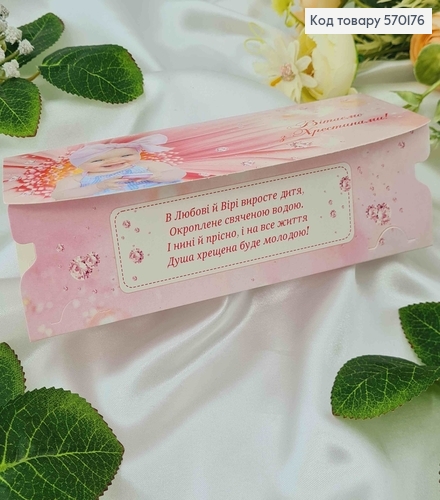 Код товару 570176
Вітаємо
з Хрестинами!
В Любові й Вірі виросте дитя,
Окроплене свяченою водою,
І нині й прісно, і на все життя
Душа хрещена буде молодою!